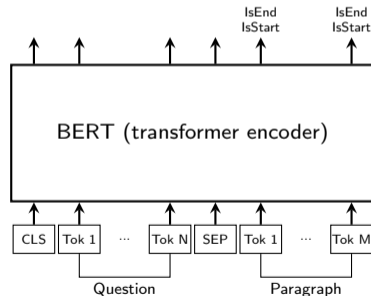 IsEnd IsEnd
IsStart IsStart
BERT (transformer encoder)
CLS Tok 1 ... Tok N SEP Tok 1 ... Tok M
Question Paragraph